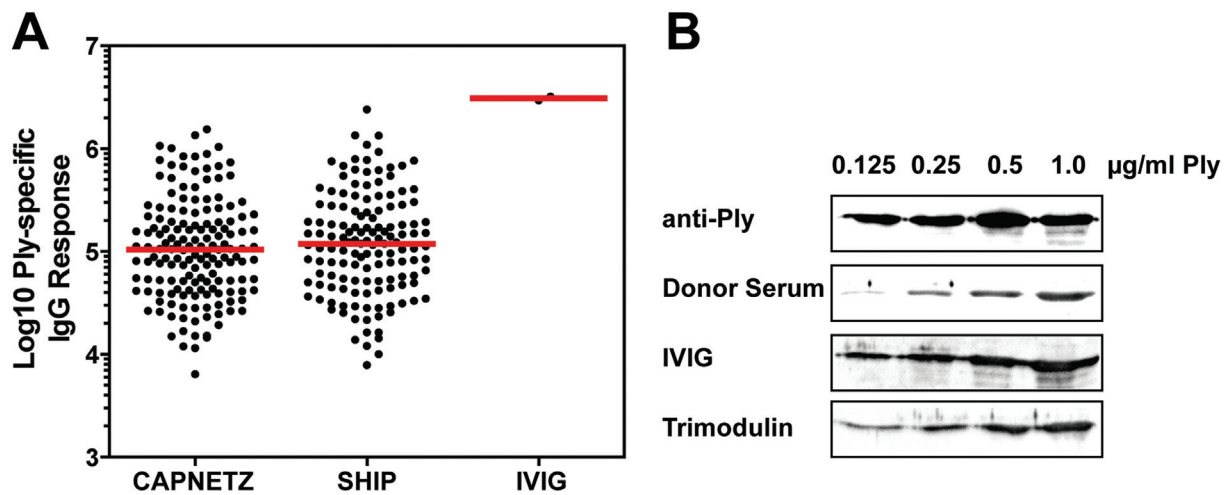 A
Log10 Ply-specific
IgG Response
7
6
5
4
3
CAPNETZ SHIP IVIG
B
0.125 0.25 0.5 1.0 µg/ml Ply
anti-Ply
Donor Serum
IVIG
Trimodulin